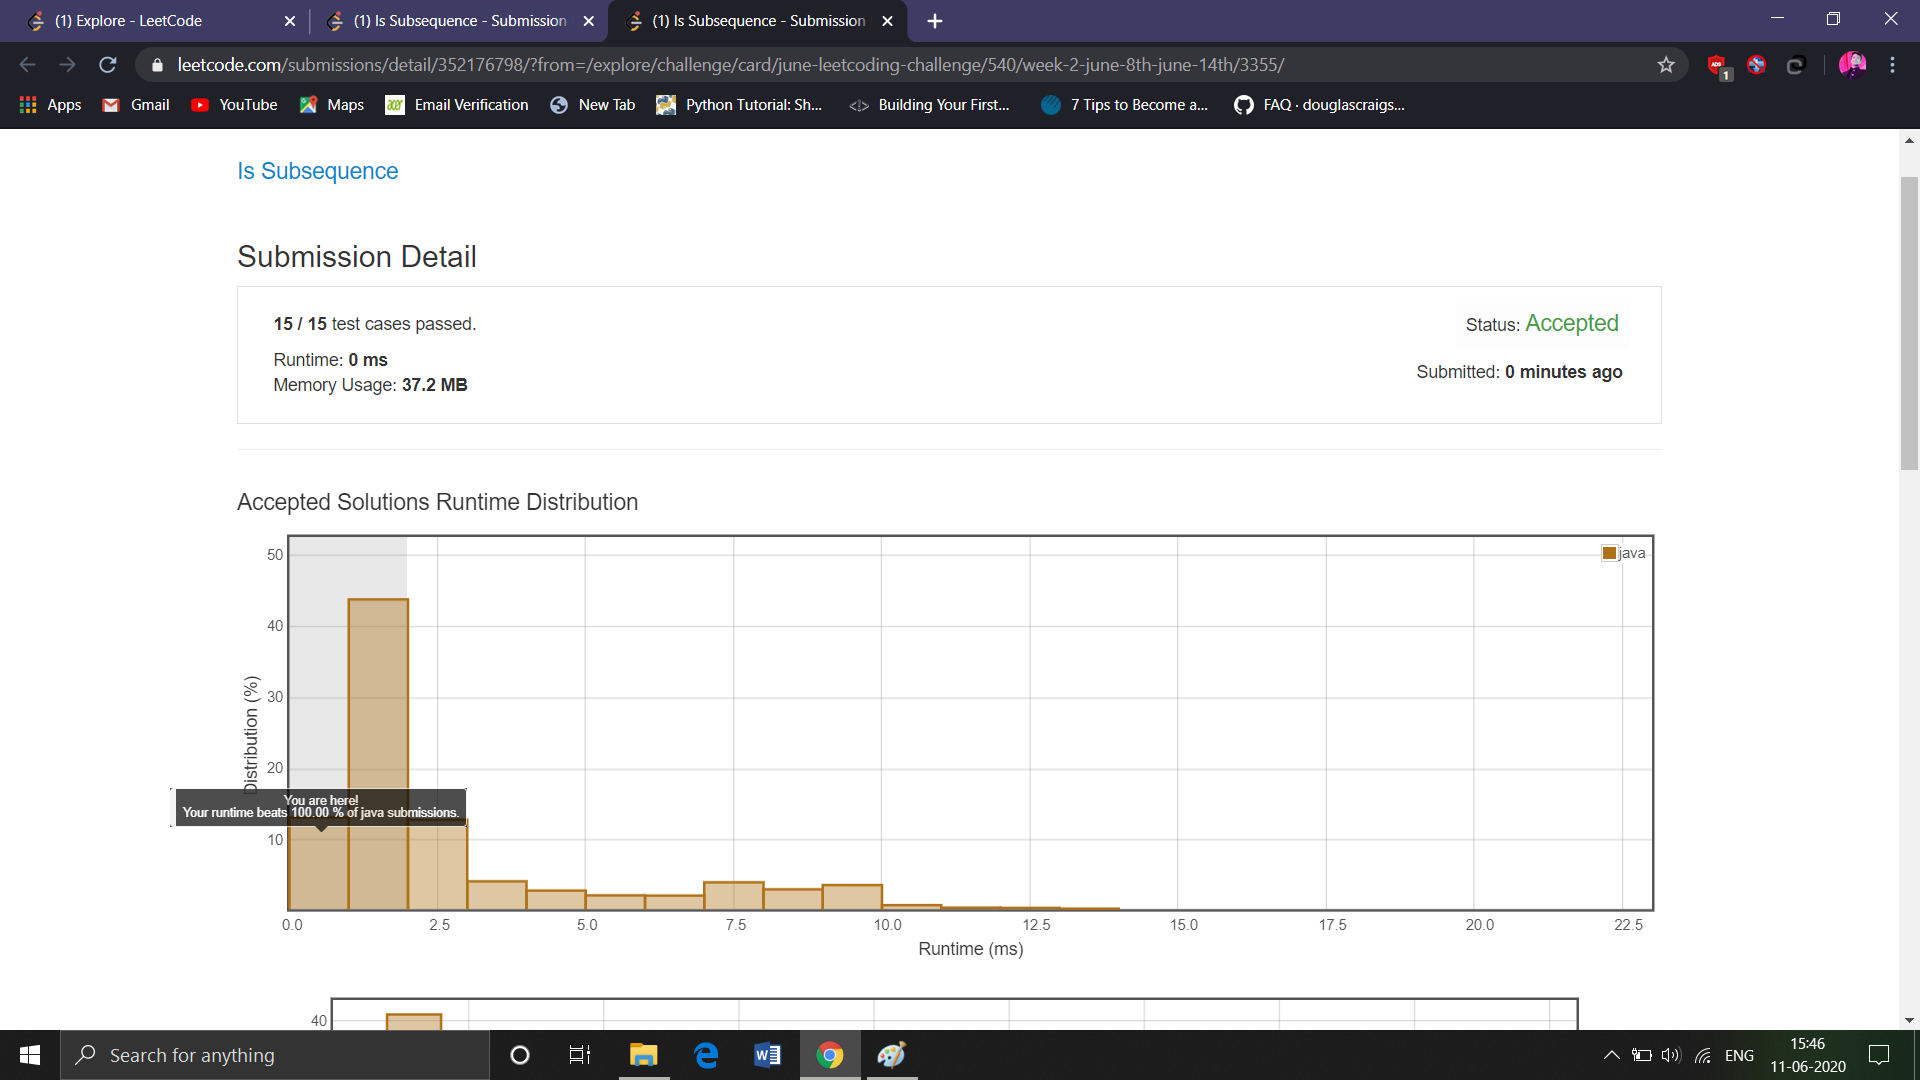 (1) Explore - LeetCode
(1) Is Subsequence - Submission
(1) Is Subsequence - Submission
leetcode.com/submissions/detail/352176798/?from=/explore/challenge/card/june-leetcoding-challenge/540/week-2-june-8th-june-14th/3355/
ADS
1
Apps
Gmail
YouTube
Maps
acer
Email Verification
New Tab
Python Tutorial: Sh...
Building Your First...
7 Tips to Become a...
FAQ · douglascraigs...
Is Subsequence
Submission Detail
15 / 15 test cases passed.
Status: Accepted
Runtime: 0 ms
Submitted: 0 minutes ago
Memory Usage: 37.2 MB
Accepted Solutions Runtime Distribution
java
50
40
30
20
10
Distribution (%)
You are here!
Your runtime beats 100.00 % of java submissions.
0.0 2.5 5.0 7.5 10.0 12.5 15.0 17.5 20.0 22.5
Runtime (ms)
40
Search for anything
ENG
15:46
11-06-2020